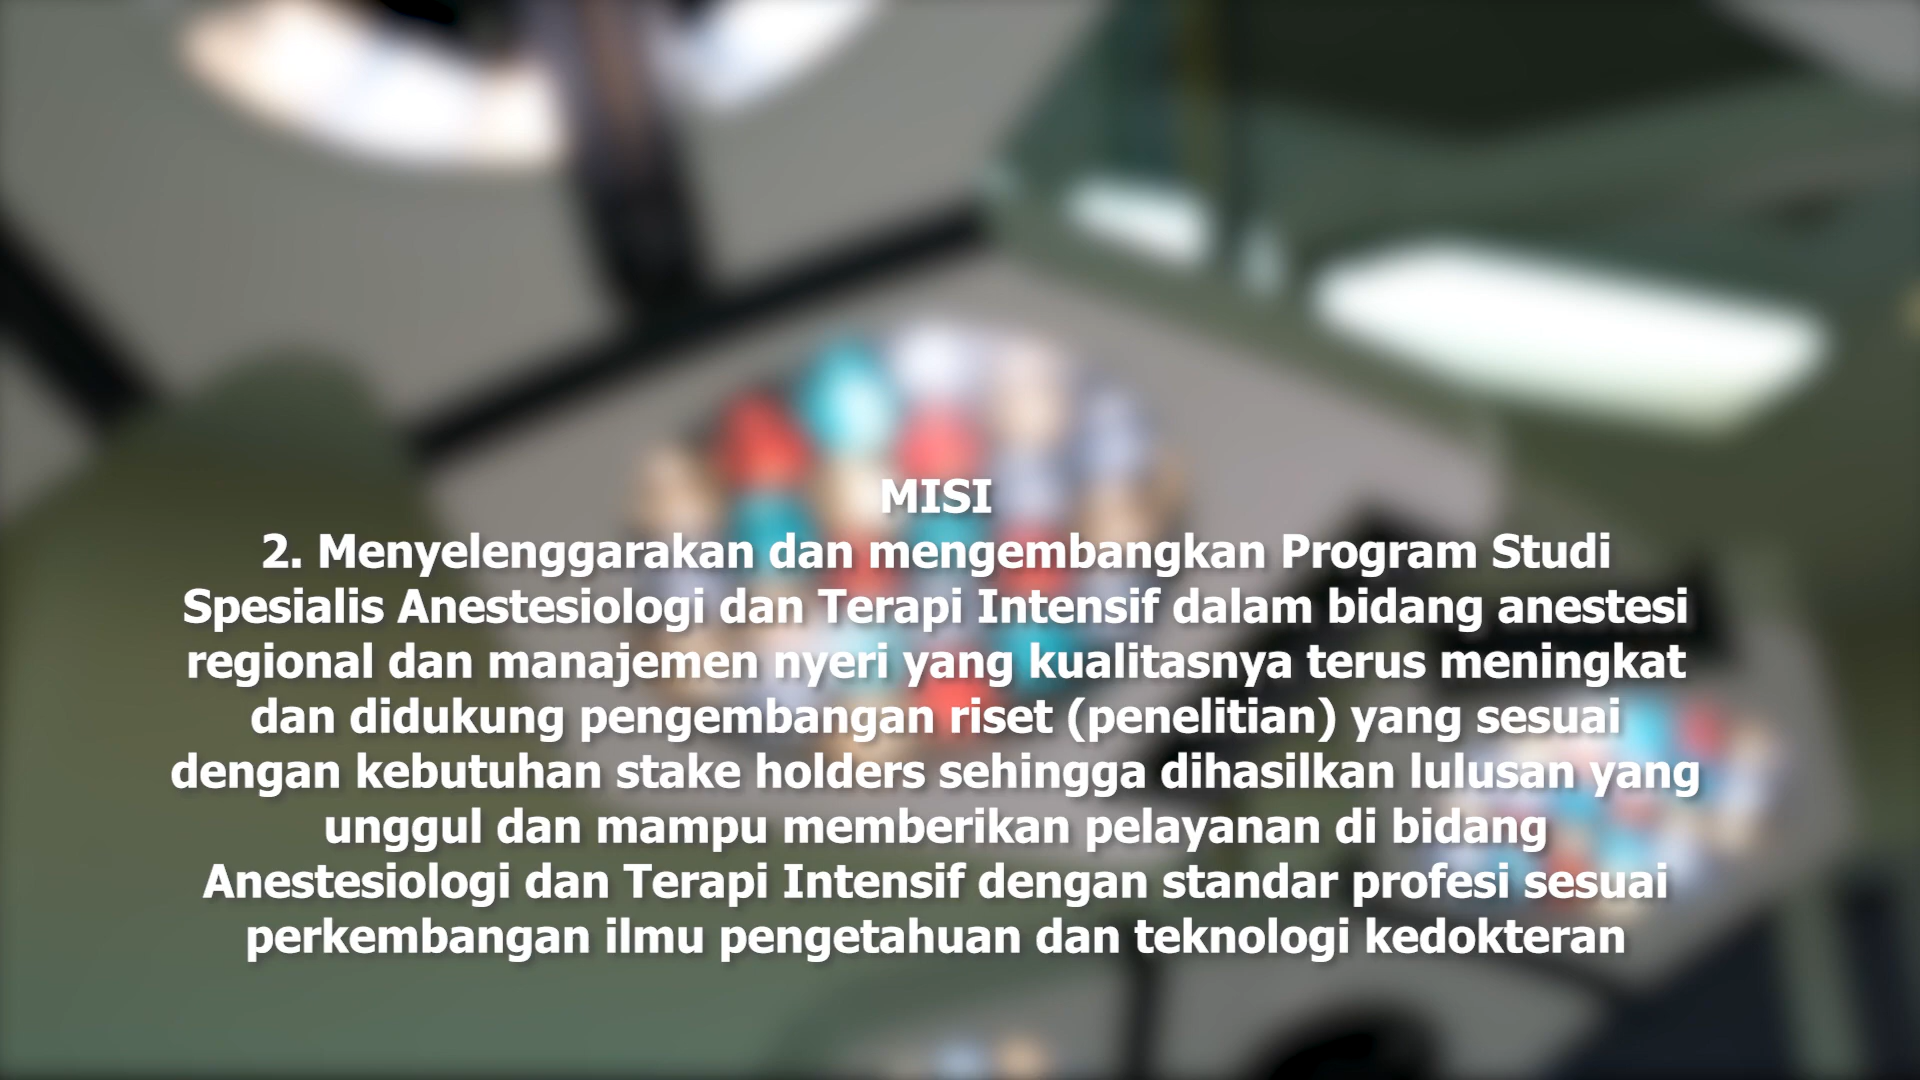 MISI
2. Menyelenggarakan dan mengembangkan Program Studi
Spesialis Anestesiologi dan Terapi Intensif dalam bidang anestesi
regional dan manajemen nyeri yang kualitasnya terus meningkat
dan didukung pengembangan riset (penelitian) yang sesuai
dengan kebutuhan stake holders sehingga dihasilkan lulusan yang
unggul dan mampu memberikan pelayanan di bidang
Anestesiologi dan Terapi Intensif dengan standar profesi sesuai
perkembangan ilmu pengetahuan dan teknologi kedokteran